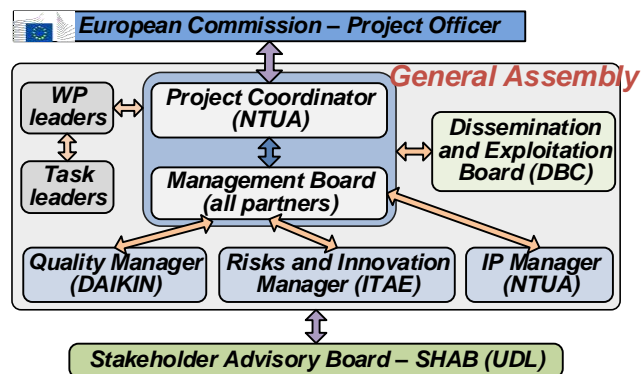 European Commission – Project Officer
General Assembly
WP
leaders
Project Coordinator
(NTUA)
Dissemination
and Exploitation
Board (DBC)
Task
leaders
Management Board
(all partners)
Quality Manager
(DAIKIN)
Risks and Innovation
Manager (ITAE)
IP Manager
(NTUA)
Stakeholder Advisory Board – SHAB (UDL)